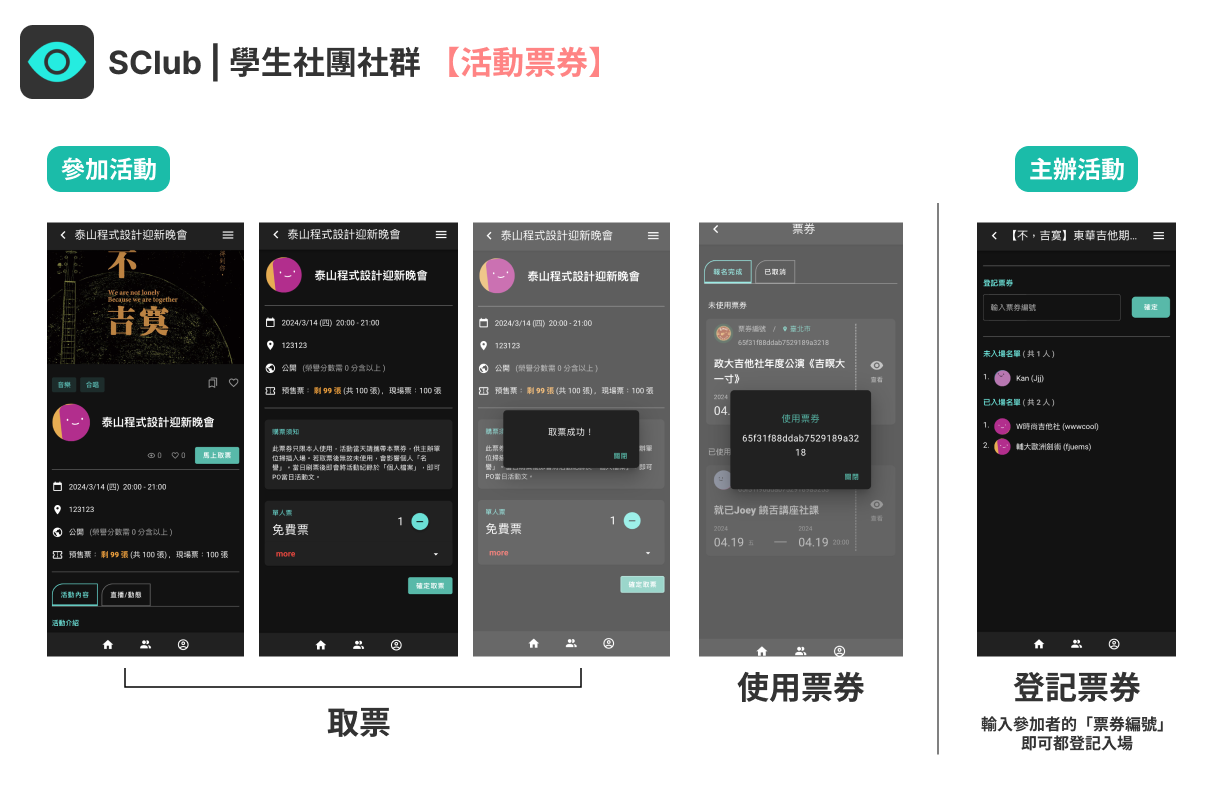 SClub | 學生社團社群 【活動票券】
參加活動
泰山程式設計迎新晚會
不
得到你，
We are not lonely
Because we are together
吉寞
音樂
合唱
泰山程式設計迎新晚會
0
0
馬上取票
2024/3/14 (四) 20:00 - 21:00
123123
公開 (榮譽分數需 0 分含以上 )
預售票： 剩 99 張 (共 100 張) ，現場票：100 張
活動內容
直播/動態
活動介紹
泰山程式設計迎新晚會
泰山程式設計迎新晚會
2024/3/14 (四) 20:00 - 21:00
123123
公開 (榮譽分數需 0 分含以上 )
預售票： 剩 99 張 (共 100 張) ，現場票：100 張
購票須知
此票券只限本人使用，活動當天請攜帶本票券，供主辦單
位掃描入場。若取票後無故未使用，會影響個人「名
譽」。當日刷票後即會將活動紀錄於「個人檔案」，即可
PO當日活動文。
單人票
免費票
1
more
確定取票
泰山程式設計迎新晚會
泰山程式設計迎新晚會
2024/3/14 (四) 20:00 - 21:00
123123
公開 (榮譽分數需 0 分含以上 )
預售票： 剩 99 張 (共 100 張) ，現場票：100 張
取票成功！
關閉
PO當日活動文。
單人票
免費票
1
more
確定取票
取票
票券
報名完成
已取消
未使用票券
票券編號 / 臺北市
65f31f88ddab7529189a3218
政大吉他社年度公演《吉暝大
一寸》
查看
2024
04.
使用票券
65f31f88ddab7529189a32
18
關閉
已使用
就已Joey 饒舌講座社課
查看
2024
04.19 五
—
2024
04.19 20:00
使用票券
主辦活動
【不，吉寞】東華吉他期...
登記票券
輸入票券編號
確定
未入場名單 ( 共 1 人 )
1. Kan (Jjj)
已入場名單 ( 共 2 人 )
1. W時尚吉他社 (wwwcool)
2. 輔大歐洲劍術 (fjuems)
登記票券
輸入參加者的「票券編號」
即可都登記入場